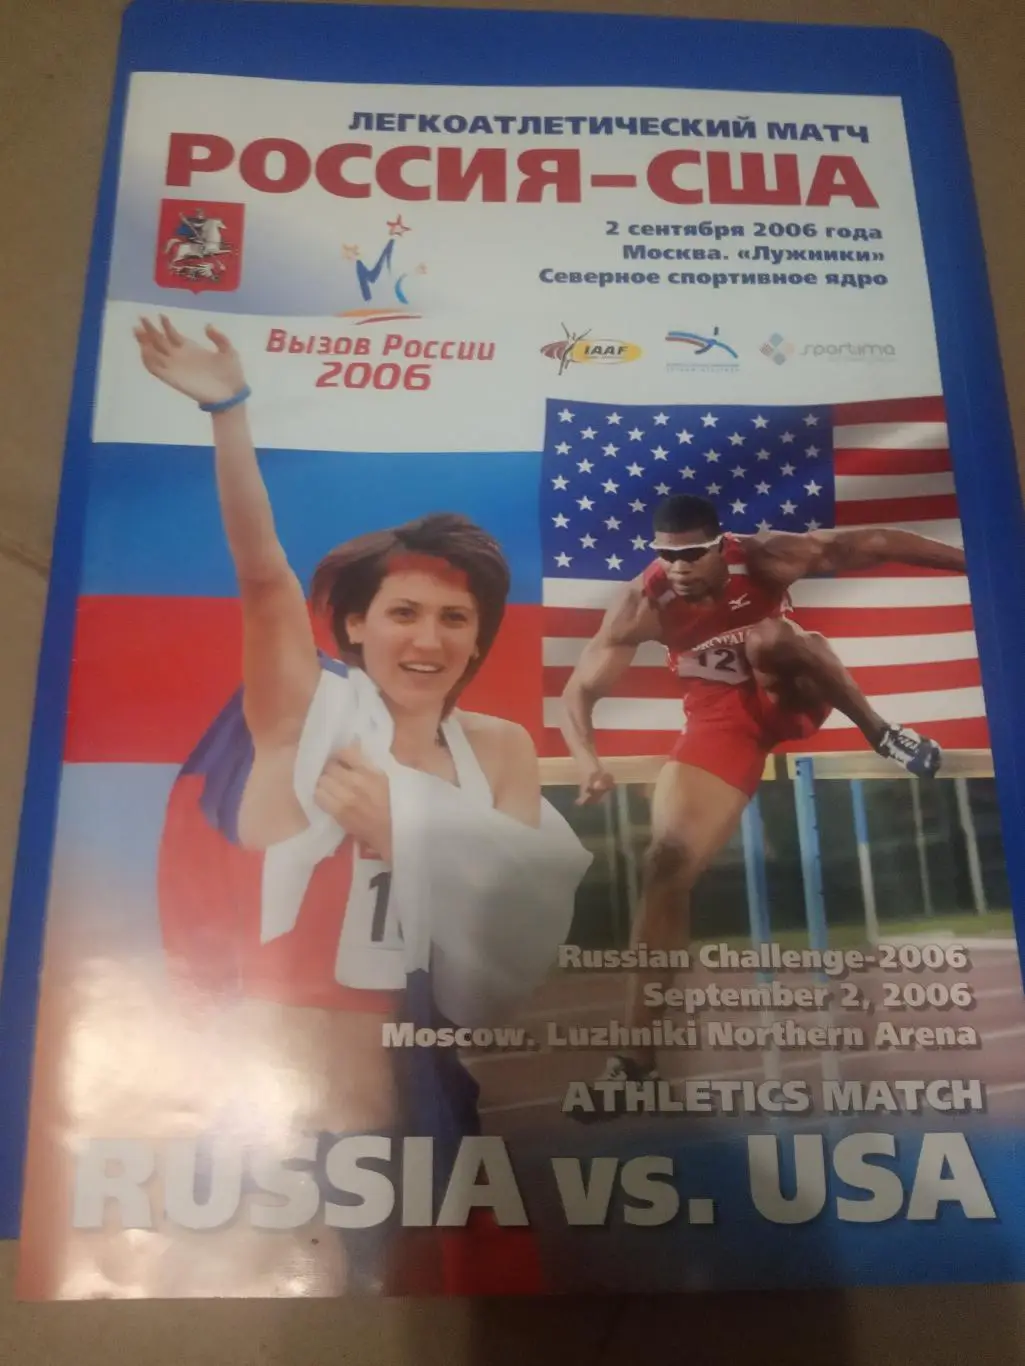 ЛЕГКОАТЛЕТИЧЕСКИЙ МАТЧ
РОССИЯ–США
2 сентября 2006 года
Москва. «Лужники»
Северное спортивное ядро
Вызов России
2006
IAAF
sportima
12
1
Russian Challenge-2006
September 2, 2006
Moscow. Luzhniki Northern Arena
ATHLETICS MATCH
RUSSIA vs. USA